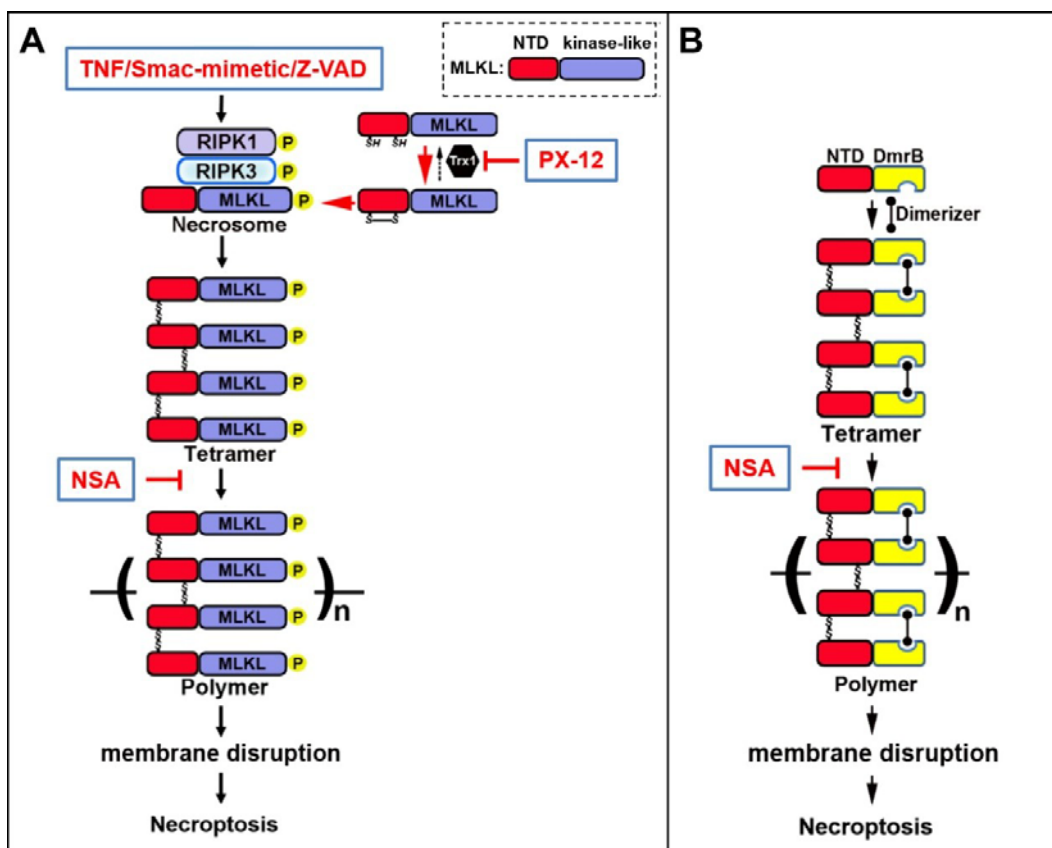 A
TNF/Smac-mimetic/Z-VAD
NTD kinase-like
MLKL:
RIPK1 P
RIPK3 P
MLKL P
Necrosome
MLKL
SH SH
Trx1
PX-12
MLKL
S S
MLKL P
S
S
MLKL P
S
S
MLKL P
S
S
MLKL P
Tetramer
NSA
MLKL P
S
S
MLKL P
S
S
MLKL P
S
S
MLKL P
( ) n
Polymer
membrane disruption
Necroptosis
B
NTD DmrB
Dimerizer
S
S
S
S
S
S
Tetramer
NSA
S
S
S
S
S
S
( ) n
Polymer
membrane disruption
Necroptosis